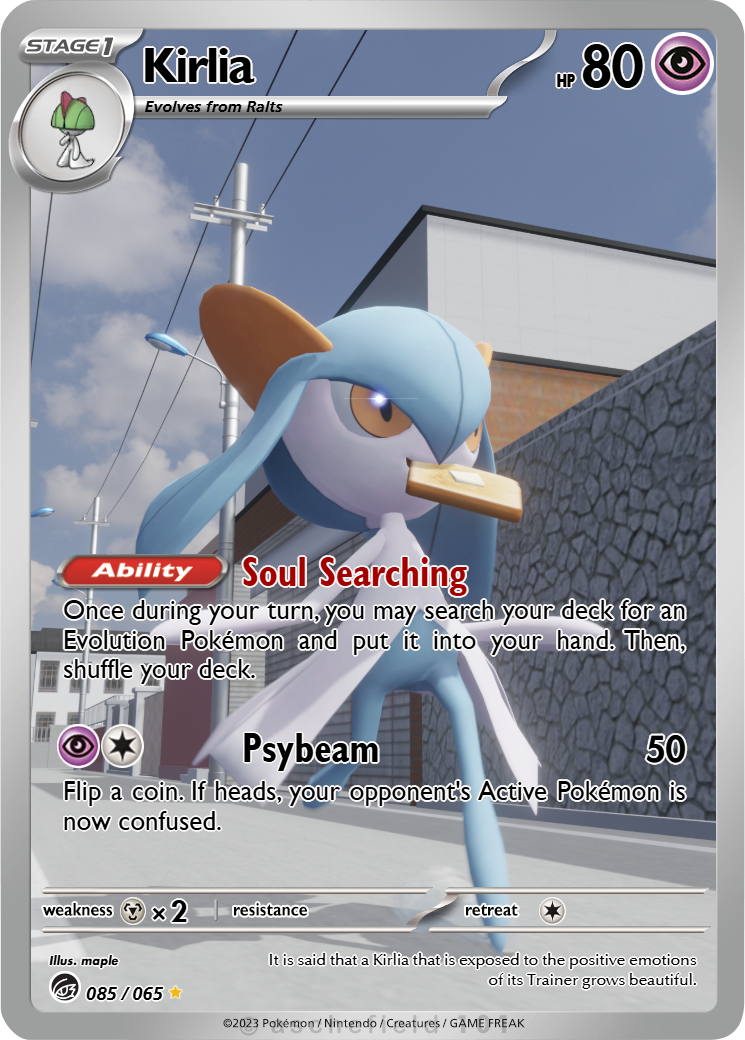 STAGE1
Kirlia
HP 80
Evolves from Ralts
Ability Soul Searching
Once during your turn, you may search your deck for an
Evolution Pokémon and put it into your hand. Then,
shuffle your deck.
Psybeam 50
Flip a coin. If heads, your opponent's Active Pokémon is
now confused.
weakness ×2 resistance retreat
Illus. maple
It is said that a Kirlia that is exposed to the positive emotions
of its Trainer grows beautiful.
085 / 065
©2023 Pokémon / Nintendo / Creatures / GAME FREAK